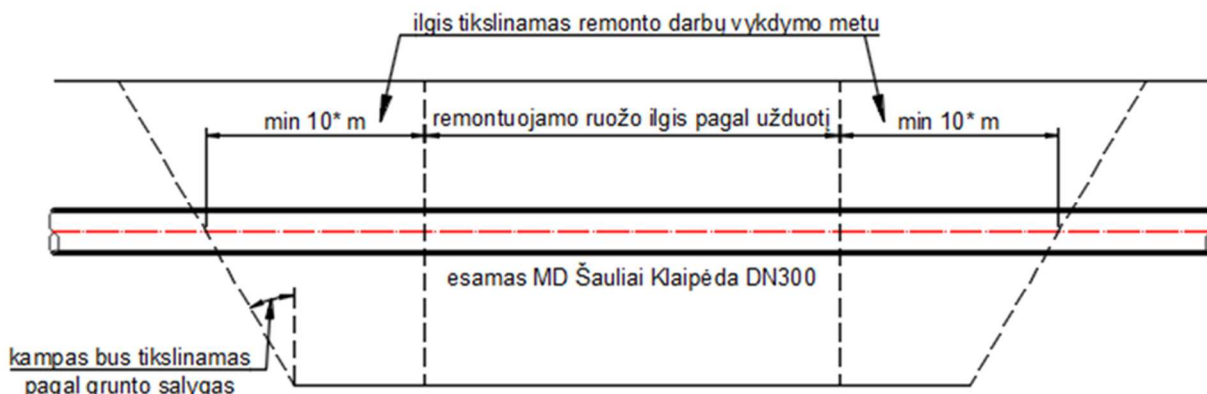 ilgis tikslinamas remonto darbų vykdymo metu
min 10* m
remontuojamo ruožo ilgis pagal užduotį
min 10* m
esamas MD Šauliai Klaipėda DN300
kampas bus tikslinamas
pagal grunto salygas